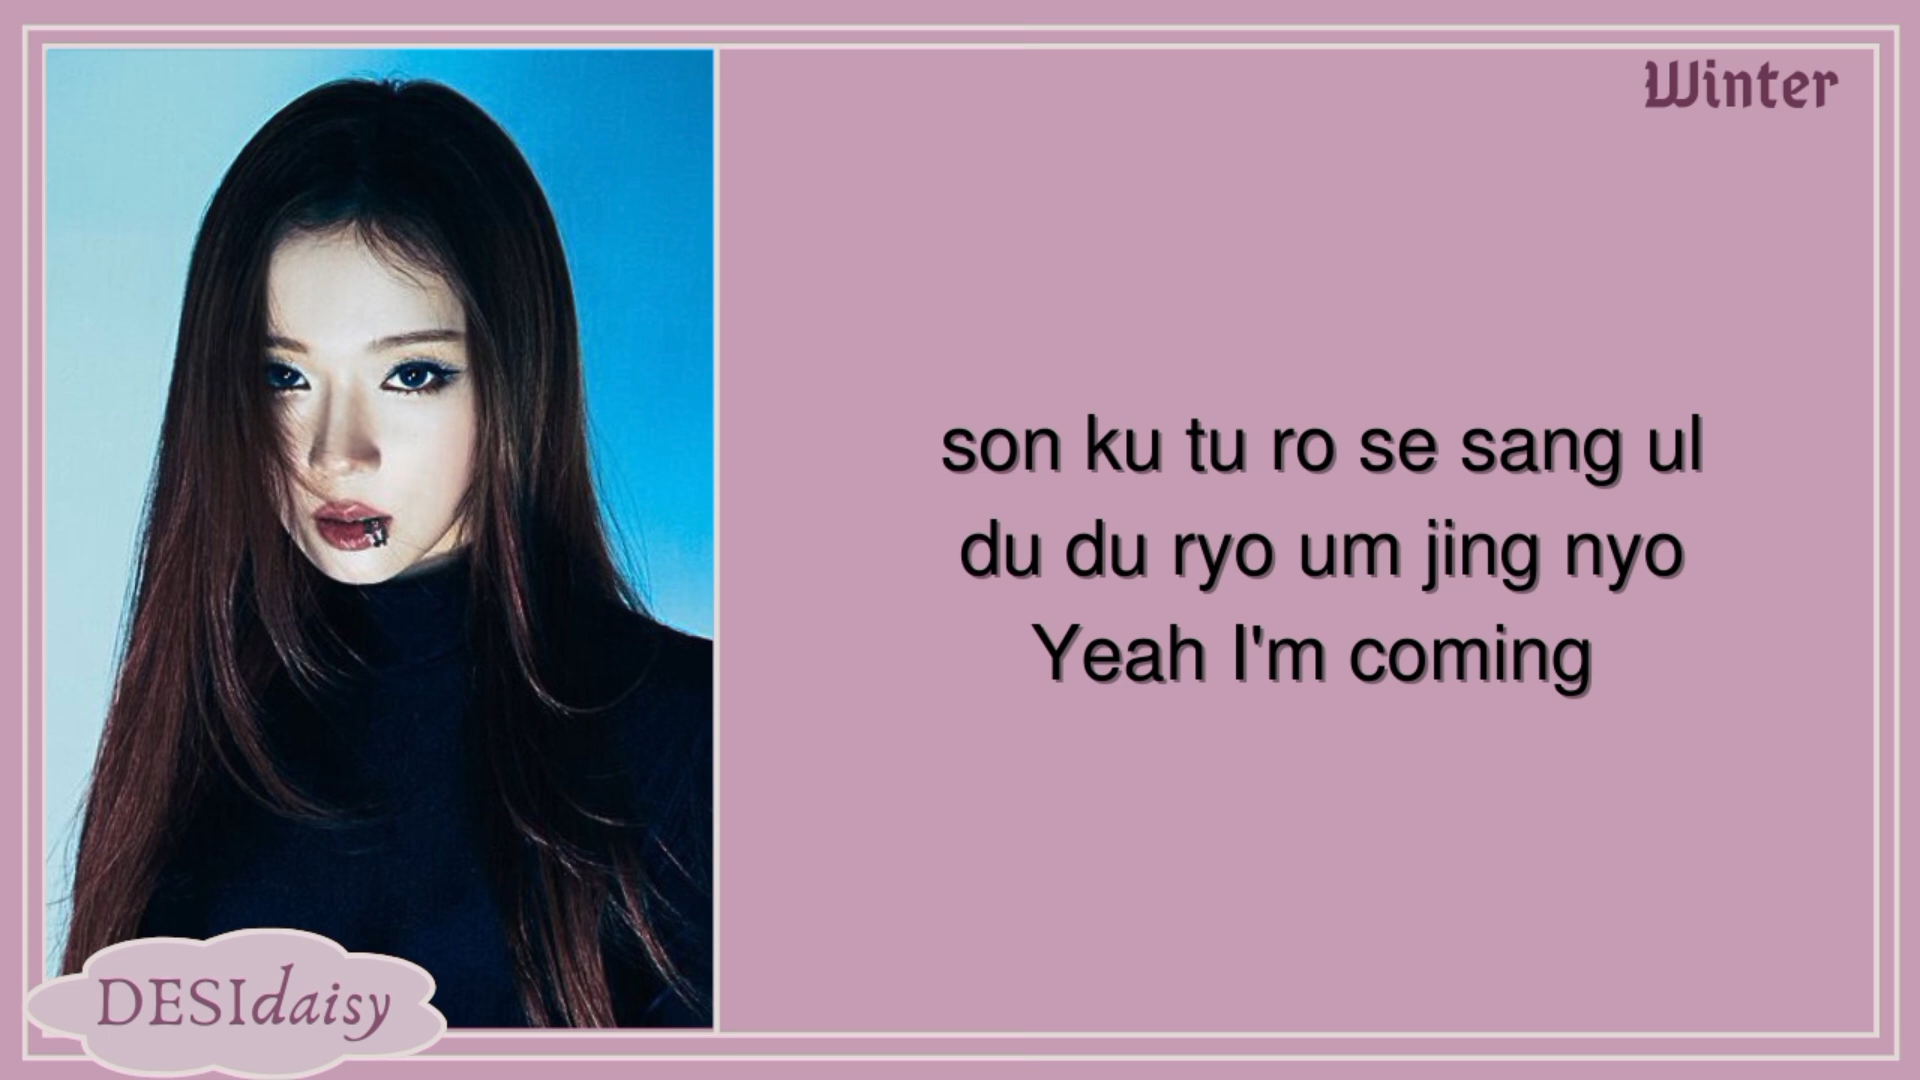 Winter
son ku tu ro se sang ul
du du ryo um jing nyo
Yeah I'm coming
DESIdaisy